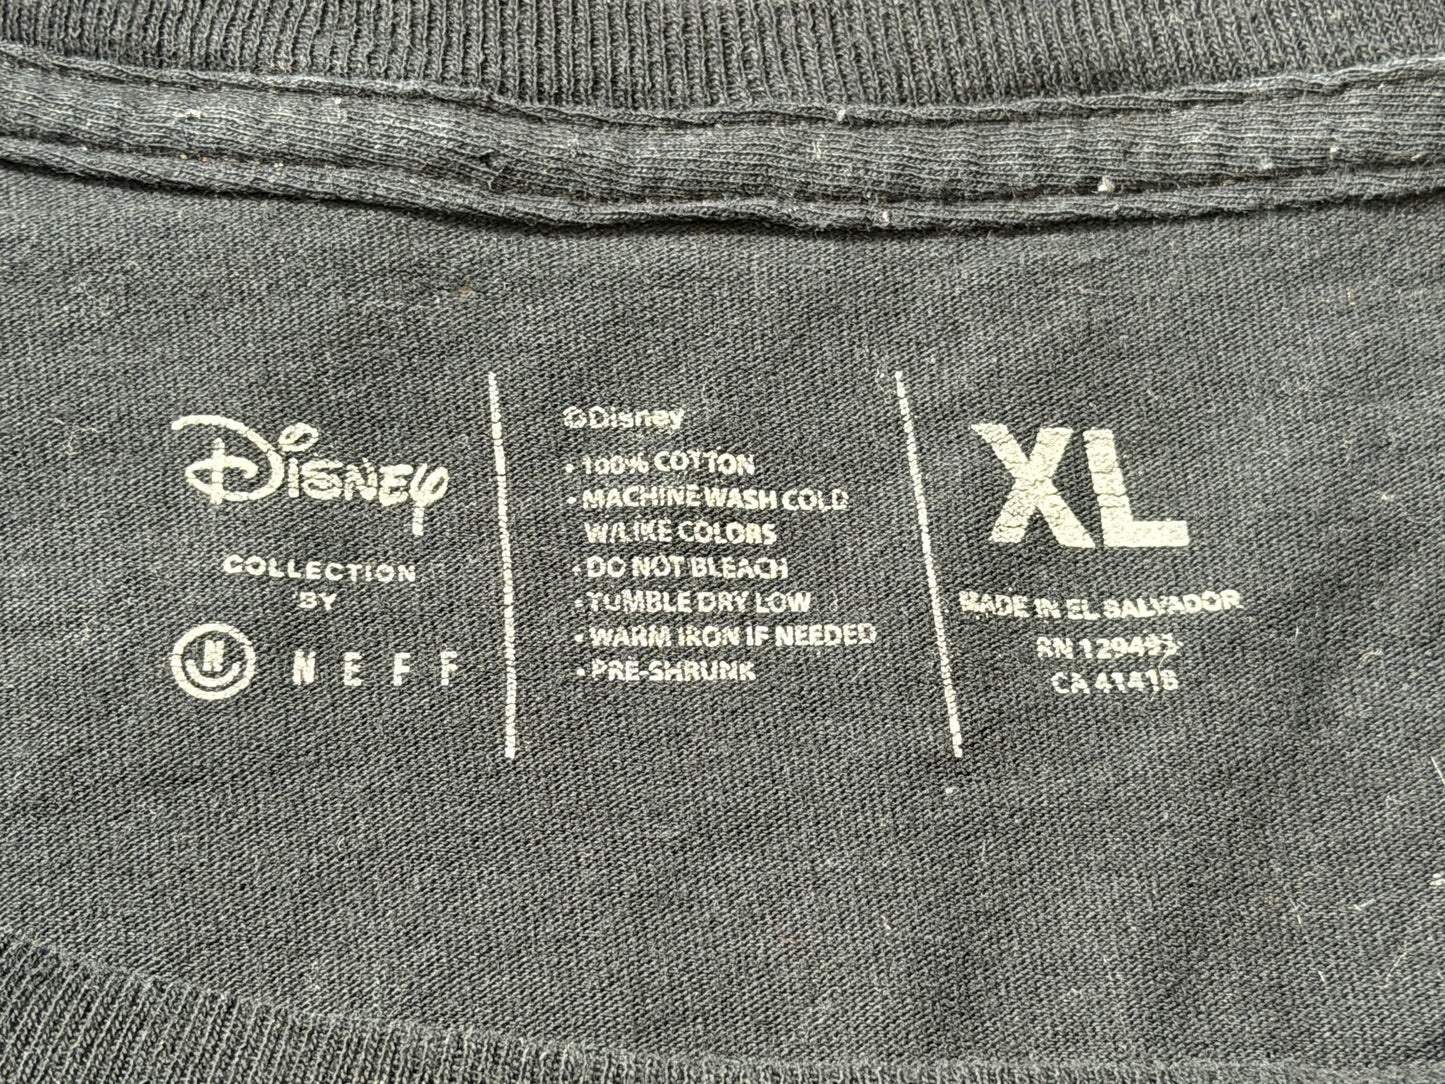 Disney
COLLECTION
BY
N NEFF
©Disney
• 100% COTTON
• MACHINE WASH COLD
W/LIKE COLORS
• DO NOT BLEACH
• TUMBLE DRY LOW
• WARM IRON IF NEEDED
• PRE-SHRUNK
XL
MADE IN EL SALVADOR
RN 129493
CA 41418